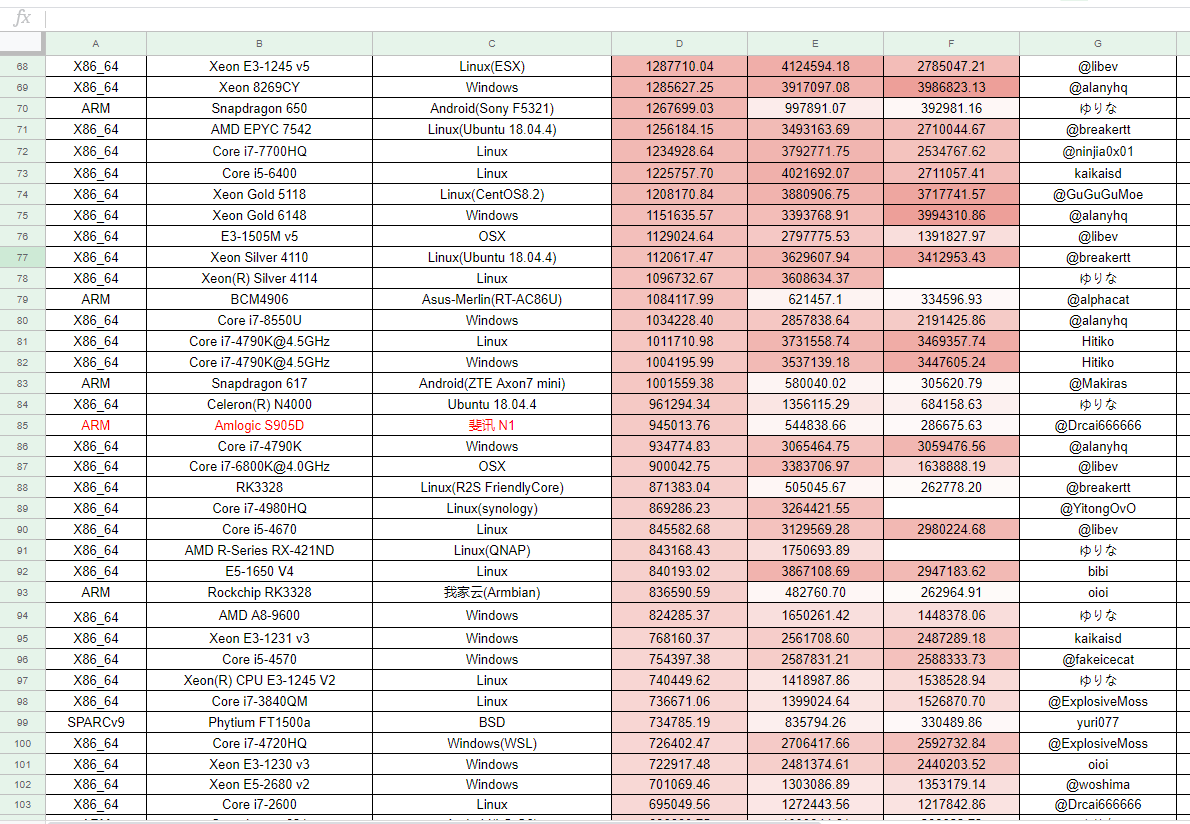 fx
A B C D E F G
68 X86_64 Xeon E3-1245 v5 Linux(ESX) 1287710.04 4124594.18 2785047.21 @libev
69 X86_64 Xeon 8269CY Windows 1285627.25 3917097.08 3986823.13 @alanyhq
70 ARM Snapdragon 650 Android(Sony F5321) 1267699.03 997891.07 392981.16 ゆりな
71 X86_64 AMD EPYC 7542 Linux(Ubuntu 18.04.4) 1256184.15 3493163.69 2710044.67 @breakertt
72 X86_64 Core i7-7700HQ Linux 1234928.64 3792771.75 2534767.62 @ninjia0x01
73 X86_64 Core i5-6400 Linux 1225757.70 4021692.07 2711057.41 kaikaisd
74 X86_64 Xeon Gold 5118 Linux(CentOS8.2) 1208170.84 3880906.75 3717741.57 @GuGuGuMoe
75 X86_64 Xeon Gold 6148 Windows 1151635.57 3393768.91 3994310.86 @alanyhq
76 X86_64 E3-1505M v5 OSX 1129024.64 2797775.53 1391827.97 @libev
77 X86_64 Xeon Silver 4110 Linux(Ubuntu 18.04.4) 1120617.47 3629607.94 3412953.43 @breakertt
78 X86_64 Xeon(R) Silver 4114 Linux 1096732.67 3608634.37 ゆりな
79 ARM BCM4906 Asus-Merlin(RT-AC86U) 1084117.99 621457.1 334596.93 @alphacat
80 X86_64 Core i7-8550U Windows 1034228.40 2857838.64 2191425.86 @alanyhq
81 X86_64 Core i7-4790K@4.5GHz Linux 1011710.98 3731558.74 3469357.74 Hitiko
82 X86_64 Core i7-4790K@4.5GHz Windows 1004195.99 3537139.18 3447605.24 Hitiko
83 ARM Snapdragon 617 Android(ZTE Axon7 mini) 1001559.38 580040.02 305620.79 @Makiras
84 X86_64 Celeron(R) N4000 Ubuntu 18.04.4 961294.34 1356115.29 684158.63 ゆりな
85 ARM Amlogic S905D 斐讯 N1 945013.76 544838.66 286675.63 @Drcai666666
86 X86_64 Core i7-4790K Windows 934774.83 3065464.75 3059476.56 @alanyhq
87 X86_64 Core i7-6800K@4.0GHz OSX 900042.75 3383706.97 1638888.19 @libev
88 X86_64 RK3328 Linux(R2S FriendlyCore) 871383.04 505045.67 262778.20 @breakertt
89 X86_64 Core i7-4980HQ Linux(synology) 869286.23 3264421.55 @YitongOvO
90 X86_64 Core i5-4670 Linux 845582.68 3129569.28 2980224.68 @libev
91 X86_64 AMD R-Series RX-421ND Linux(QNAP) 843168.43 1750693.89 ゆりな
92 X86_64 E5-1650 V4 Linux 840193.02 3867108.69 2947183.62 bibi
93 ARM Rockchip RK3328 我家云(Armbian) 836590.59 482760.70 262964.91 oioi
94 X86_64 AMD A8-9600 Windows 824285.37 1650261.42 1448378.06 ゆりな
95 X86_64 Xeon E3-1231 v3 Windows 768160.37 2561708.60 2487289.18 kaikaisd
96 X86_64 Core i5-4570 Windows 754397.38 2587831.21 2588333.73 @fakeicecat
97 X86_64 Xeon(R) CPU E3-1245 V2 Linux 740449.62 1418987.86 1538528.94 ゆりな
98 X86_64 Core i7-3840QM Linux 736671.06 1399024.64 1526870.70 @ExplosiveMoss
99 SPARCv9 Phytium FT1500a BSD 734785.19 835794.26 330489.86 yuri077
100 X86_64 Core i7-4720HQ Windows(WSL) 726402.47 2706417.66 2592732.84 @ExplosiveMoss
101 X86_64 Xeon E3-1230 v3 Windows 722917.48 2481374.61 2440203.52 oioi
102 X86_64 Xeon E5-2680 v2 Windows 701069.46 1303086.89 1353179.14 @woshima
103 X86_64 Core i7-2600 Linux 695049.56 1272443.56 1217842.86 @Drcai666666